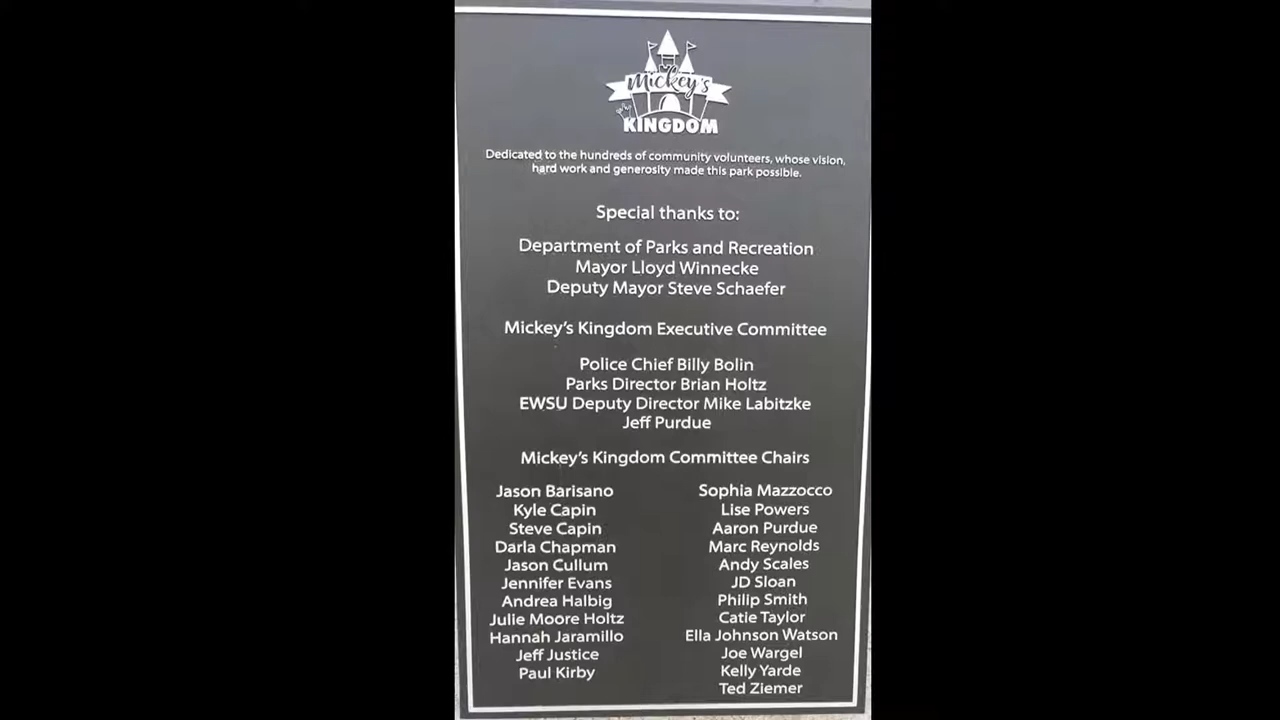 Mickey's
KINGDOM
Dedicated to the hundreds of community volunteers, whose vision,
hard work and generosity made this park possible.
Special thanks to:
Department of Parks and Recreation
Mayor Lloyd Winnecke
Deputy Mayor Steve Schaefer
Mickey's Kingdom Executive Committee
Police Chief Billy Bolin
Parks Director Brian Holtz
EWSU Deputy Director Mike Labitzke
Jeff Purdue
Mickey's Kingdom Committee Chairs
Jason Barisano
Kyle Capin
Steve Capin
Darla Chapman
Jason Cullum
Jennifer Evans
Andrea Halbig
Julie Moore Holtz
Hannah Jaramillo
Jeff Justice
Paul Kirby
Sophia Mazzocco
Lise Powers
Aaron Purdue
Marc Reynolds
Andy Scales
JD Sloan
Philip Smith
Catie Taylor
Ella Johnson Watson
Joe Wargel
Kelly Yarde
Ted Ziemer